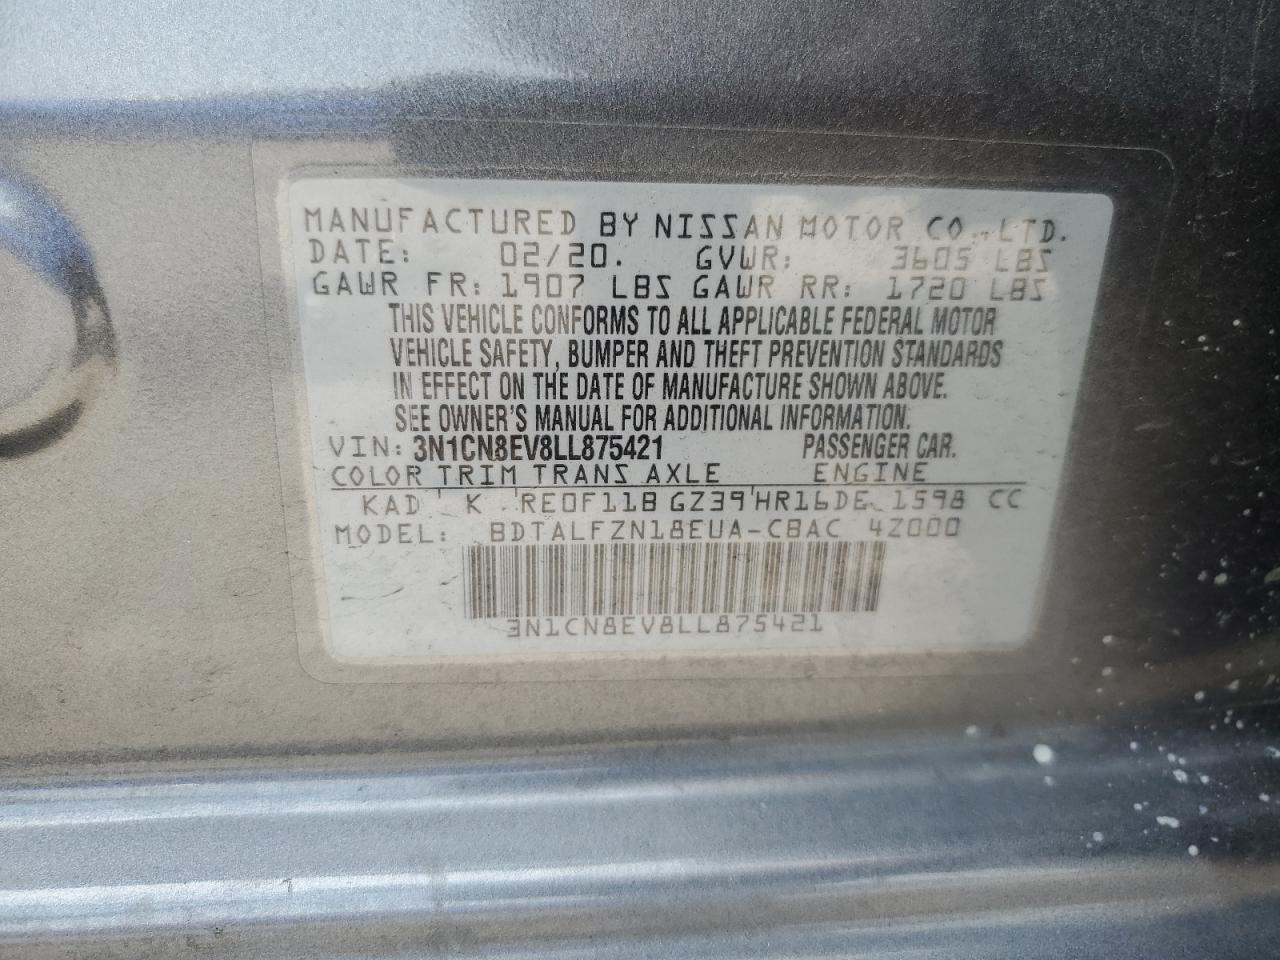 MANUFACTURED BY NISSAN MOTOR CO., LTD.
DATE: 02/20. GVWR: 3605 LBS
GAWR FR: 1907 LBS GAWR RR: 1720 LBS
THIS VEHICLE CONFORMS TO ALL APPLICABLE FEDERAL MOTOR
VEHICLE SAFETY, BUMPER AND THEFT PREVENTION STANDARDS
IN EFFECT ON THE DATE OF MANUFACTURE SHOWN ABOVE.
SEE OWNER'S MANUAL FOR ADDITIONAL INFORMATION.
VIN: 3N1CN8EV8LL875421 PASSENGER CAR.
COLOR TRIM TRANS AXLE ENGINE
KAD K RE0F11B GZ39 HR16DE 1598 CC
MODEL: BDTALFZN18EUA-CBAC 4Z000
3N1CN8EV8LL875421